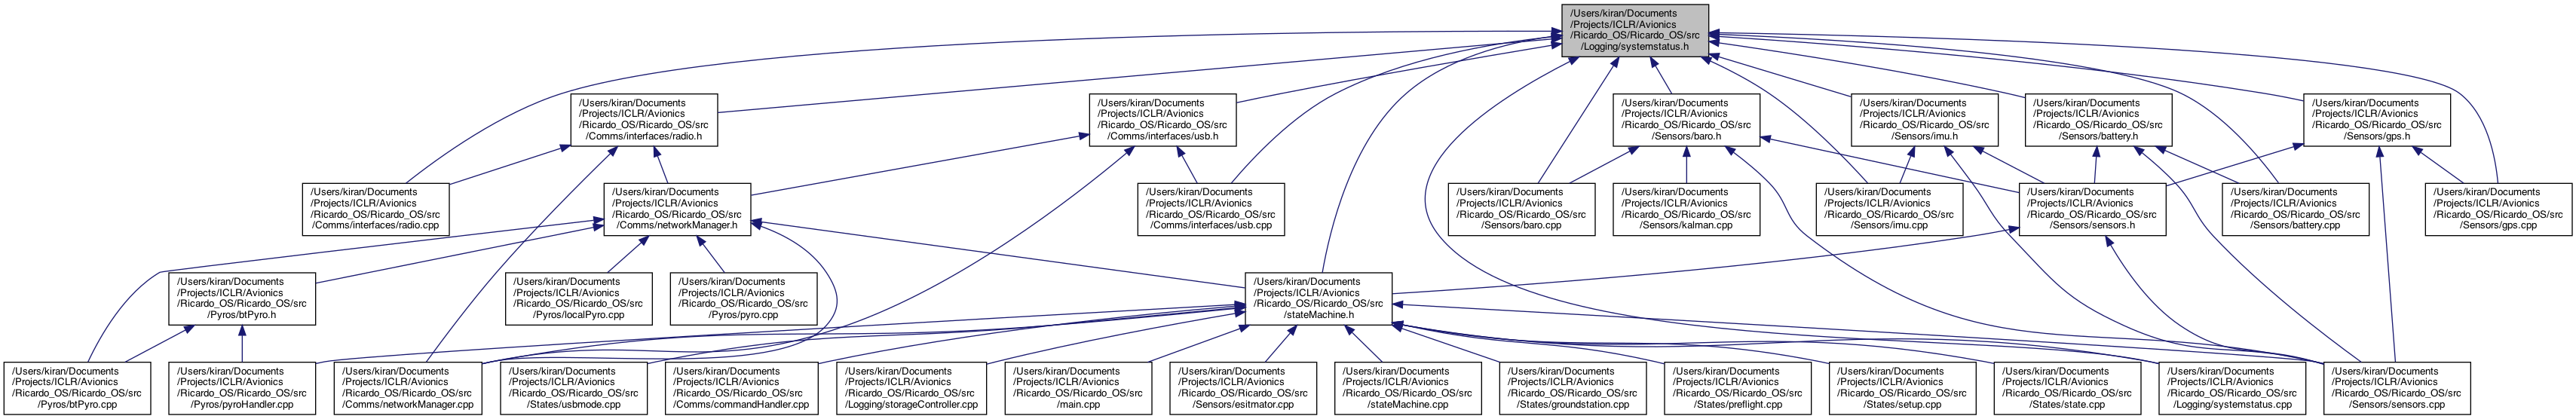 /Users/kiran/Documents
/Projects/ICLR/Avionics
/Ricardo_OS/Ricardo_OS/src
/Logging/systemstatus.h
/Users/kiran/Documents
/Projects/ICLR/Avionics
/Ricardo_OS/Ricardo_OS/src
/Comms/interfaces/radio.h
/Users/kiran/Documents
/Projects/ICLR/Avionics
/Ricardo_OS/Ricardo_OS/src
/Comms/interfaces/usb.h
/Users/kiran/Documents
/Projects/ICLR/Avionics
/Ricardo_OS/Ricardo_OS/src
/Sensors/baro.h
/Users/kiran/Documents
/Projects/ICLR/Avionics
/Ricardo_OS/Ricardo_OS/src
/Sensors/imu.h
/Users/kiran/Documents
/Projects/ICLR/Avionics
/Ricardo_OS/Ricardo_OS/src
/Sensors/battery.h
/Users/kiran/Documents
/Projects/ICLR/Avionics
/Ricardo_OS/Ricardo_OS/src
/Sensors/gps.h
/Users/kiran/Documents
/Projects/ICLR/Avionics
/Ricardo_OS/Ricardo_OS/src
/Comms/interfaces/radio.cpp
/Users/kiran/Documents
/Projects/ICLR/Avionics
/Ricardo_OS/Ricardo_OS/src
/Comms/networkManager.h
/Users/kiran/Documents
/Projects/ICLR/Avionics
/Ricardo_OS/Ricardo_OS/src
/Comms/interfaces/usb.cpp
/Users/kiran/Documents
/Projects/ICLR/Avionics
/Ricardo_OS/Ricardo_OS/src
/Sensors/baro.cpp
/Users/kiran/Documents
/Projects/ICLR/Avionics
/Ricardo_OS/Ricardo_OS/src
/Sensors/kalman.cpp
/Users/kiran/Documents
/Projects/ICLR/Avionics
/Ricardo_OS/Ricardo_OS/src
/Sensors/imu.cpp
/Users/kiran/Documents
/Projects/ICLR/Avionics
/Ricardo_OS/Ricardo_OS/src
/Sensors/sensors.h
/Users/kiran/Documents
/Projects/ICLR/Avionics
/Ricardo_OS/Ricardo_OS/src
/Sensors/battery.cpp
/Users/kiran/Documents
/Projects/ICLR/Avionics
/Ricardo_OS/Ricardo_OS/src
/Sensors/gps.cpp
/Users/kiran/Documents
/Projects/ICLR/Avionics
/Ricardo_OS/Ricardo_OS/src
/Pyros/btPyro.h
/Users/kiran/Documents
/Projects/ICLR/Avionics
/Ricardo_OS/Ricardo_OS/src
/Pyros/localPyro.cpp
/Users/kiran/Documents
/Projects/ICLR/Avionics
/Ricardo_OS/Ricardo_OS/src
/Pyros/pyro.cpp
/Users/kiran/Documents
/Projects/ICLR/Avionics
/Ricardo_OS/Ricardo_OS/src
/stateMachine.h
/Users/kiran/Documents
/Projects/ICLR/Avionics
/Ricardo_OS/Ricardo_OS/src
/Pyros/btPyro.cpp
/Users/kiran/Documents
/Projects/ICLR/Avionics
/Ricardo_OS/Ricardo_OS/src
/Pyros/pyroHandler.cpp
/Users/kiran/Documents
/Projects/ICLR/Avionics
/Ricardo_OS/Ricardo_OS/src
/Comms/networkManager.cpp
/Users/kiran/Documents
/Projects/ICLR/Avionics
/Ricardo_OS/Ricardo_OS/src
/States/usbmode.cpp
/Users/kiran/Documents
/Projects/ICLR/Avionics
/Ricardo_OS/Ricardo_OS/src
/Comms/commandHandler.cpp
/Users/kiran/Documents
/Projects/ICLR/Avionics
/Ricardo_OS/Ricardo_OS/src
/Logging/storageController.cpp
/Users/kiran/Documents
/Projects/ICLR/Avionics
/Ricardo_OS/Ricardo_OS/src
/main.cpp
/Users/kiran/Documents
/Projects/ICLR/Avionics
/Ricardo_OS/Ricardo_OS/src
/Sensors/esitmator.cpp
/Users/kiran/Documents
/Projects/ICLR/Avionics
/Ricardo_OS/Ricardo_OS/src
/stateMachine.cpp
/Users/kiran/Documents
/Projects/ICLR/Avionics
/Ricardo_OS/Ricardo_OS/src
/States/groundstation.cpp
/Users/kiran/Documents
/Projects/ICLR/Avionics
/Ricardo_OS/Ricardo_OS/src
/States/preflight.cpp
/Users/kiran/Documents
/Projects/ICLR/Avionics
/Ricardo_OS/Ricardo_OS/src
/States/setup.cpp
/Users/kiran/Documents
/Projects/ICLR/Avionics
/Ricardo_OS/Ricardo_OS/src
/States/state.cpp
/Users/kiran/Documents
/Projects/ICLR/Avionics
/Ricardo_OS/Ricardo_OS/src
/Logging/systemstatus.cpp
/Users/kiran/Documents
/Projects/ICLR/Avionics
/Ricardo_OS/Ricardo_OS/src
/Sensors/sensors.cpp